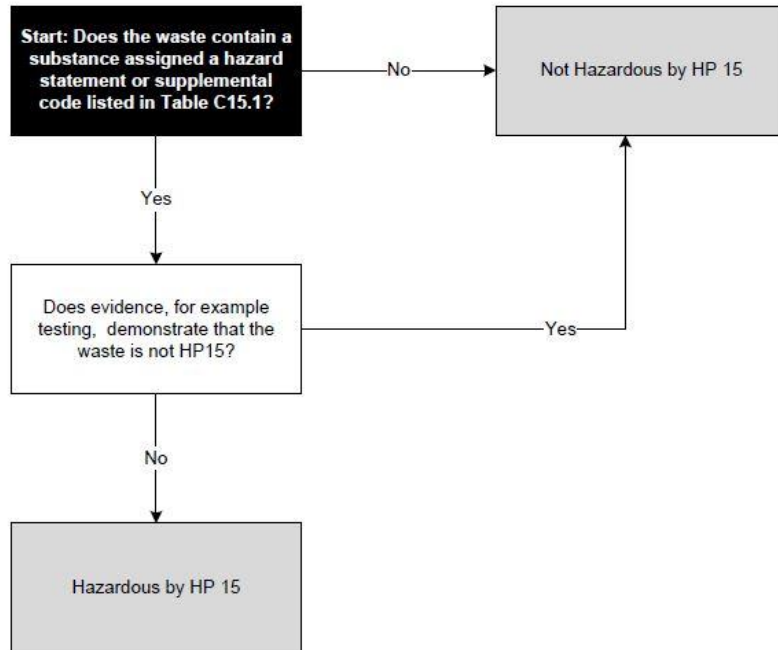 Start: Does the waste contain a
substance assigned a hazard
statement or supplemental
code listed in Table C15.1?
No
Not Hazardous by HP 15
Yes
Does evidence, for example
testing,  demonstrate that the
waste is not HP15?
Yes
No
Hazardous by HP 15